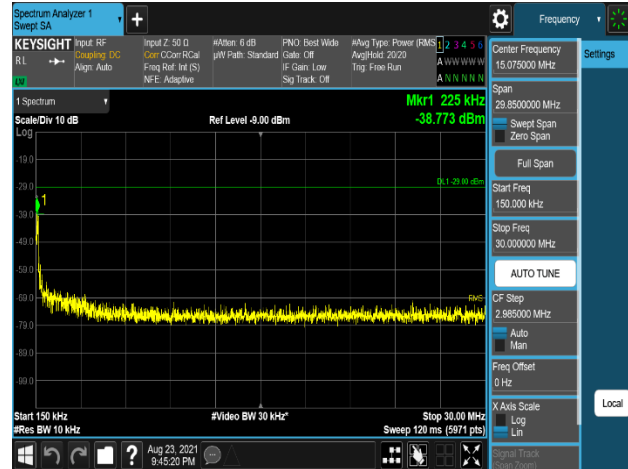 Spectrum Analyzer 1
Swept SA
Frequency
KEYSIGHT
RL
LNI
Input: RF
Coupling: DC
Align: Auto
Input Z: 50 Ω
Corr CCorr RCal
Freq Ref: Int (S)
NFE: Adaptive
#Atten: 6 dB
µW Path: Standard
PNO: Best Wide
Gate: Off
IF Gain: Low
Sig Track: Off
#Avg Type: Power (RMS
Avg|Hold: 20/20
Trig: Free Run
1 2 3 4 5 6
A W W W W W
A N N N N N
1 Spectrum
Scale/Div 10 dB
Log
Ref Level -9.00 dBm
Mkr1 225 kHz
-38.773 dBm
-19.0
-29.0
DL1 -29.00 dBm
1
-39.0
-49.0
-59.0
-69.0
RMS
-79.0
-89.0
-99.0
Start 150 kHz
#Res BW 10 kHz
#Video BW 30 kHz*
Stop 30.00 MHz
Sweep 120 ms (5971 pts)
?
Aug 23, 2021
9:45:20 PM
Center Frequency
15.075000 MHz
Settings
Span
29.8500000 MHz
Swept Span
Zero Span
Full Span
Start Freq
150.000 kHz
Stop Freq
30.000000 MHz
AUTO TUNE
CF Step
2.985000 MHz
Auto
Man
Freq Offset
0 Hz
X Axis Scale
Log
Lin
Local
Signal Track
(Span Zoom)